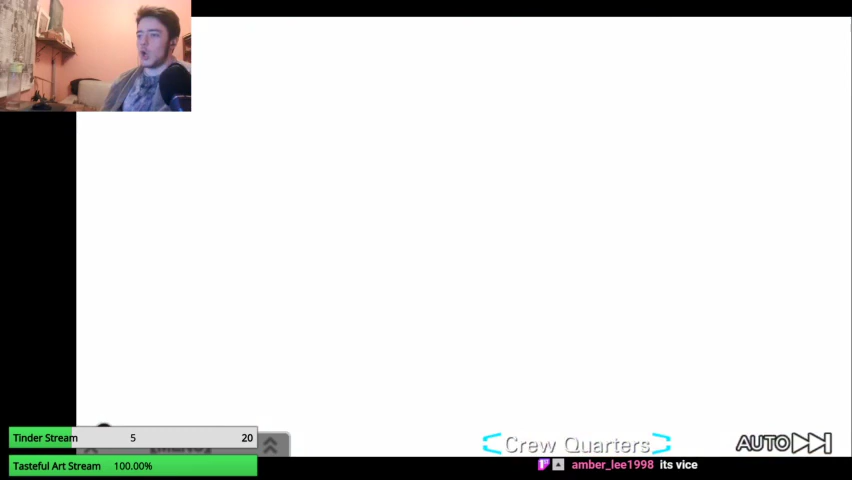 Tinder Stream 5 20
Tasteful Art Stream 100.00%
Crew Quarters
AUTO
amber_lee1998 its vice